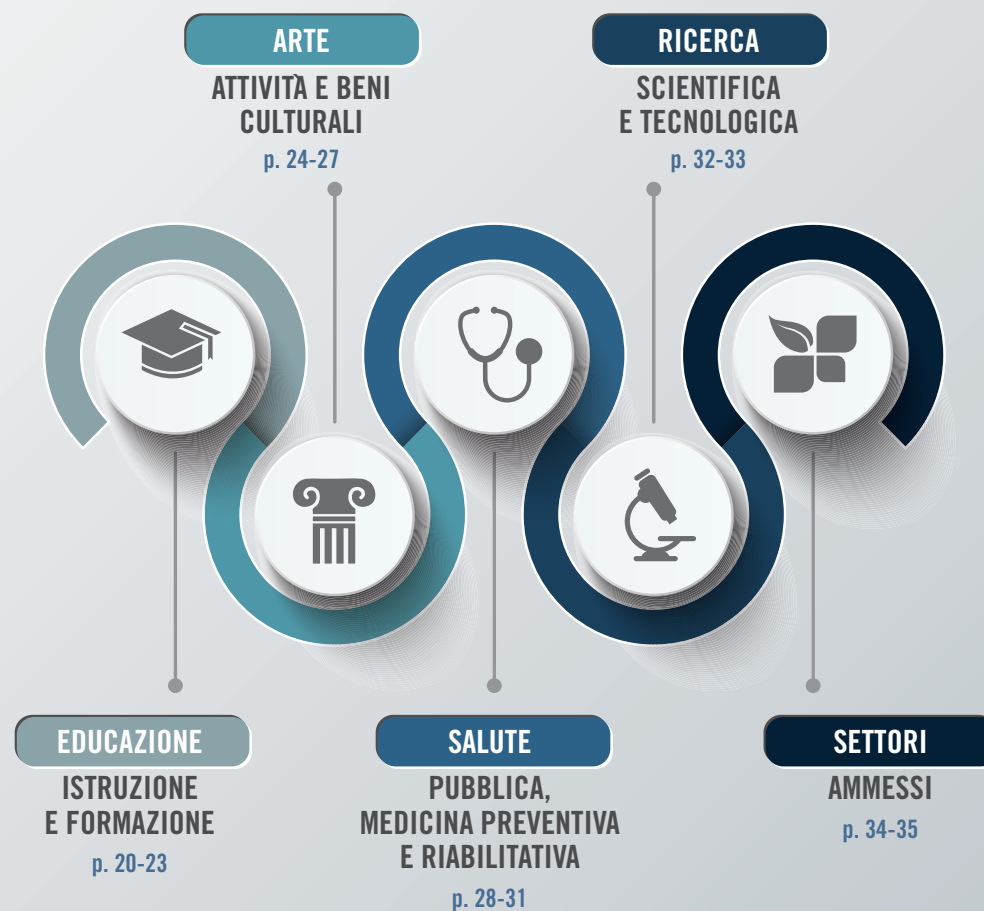 ARTE
ATTIVITÀ E BENI
CULTURALI
p. 24-27
RICERCA
SCIENTIFICA
E TECNOLOGICA
p. 32-33
EDUCAZIONE
ISTRUZIONE
E FORMAZIONE
p. 20-23
SALUTE
PUBBLICA,
MEDICINA PREVENTIVA
E RIABILITATIVA
p. 28-31
SETTORI
AMMESSI
p. 34-35